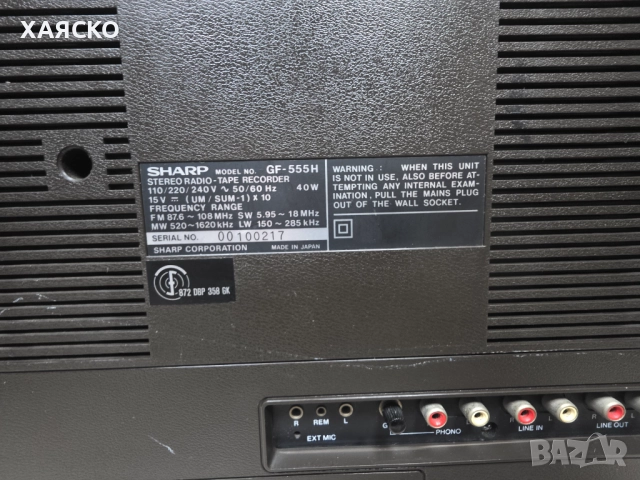 ХАЯСКО
SHARP MODEL NO. GF-555H
STEREO RADIO-TAPE RECORDER
110/220/240V ∿ 50/60 Hz 40W
15V ⎓ (UM/SUM-1) X 10
FREQUENCY RANGE
FM 87.6 ~ 108 MHz SW 5.95 ~ 18 MHz
MW 520 ~ 1620 kHz LW 150 ~ 285 kHz
SERIAL NO. 00100217
SHARP CORPORATION MADE IN JAPAN
WARNING: WHEN THIS UNIT
IS NOT IN USE, ALSO BEFORE AT-
TEMPTING ANY INTERNAL EXAM-
INATION, PULL THE MAINS PLUG
OUT OF THE WALL SOCKET.
972 DBP 358 GK
R REM L
EXT MIC
G
PHONO
LINE IN
LINE OUT
BAZAR